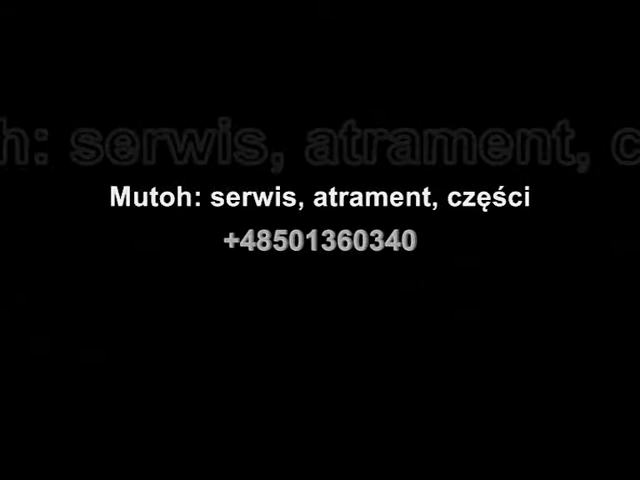 h: serwis, atrament, c
Mutoh: serwis, atrament, części
+48501360340